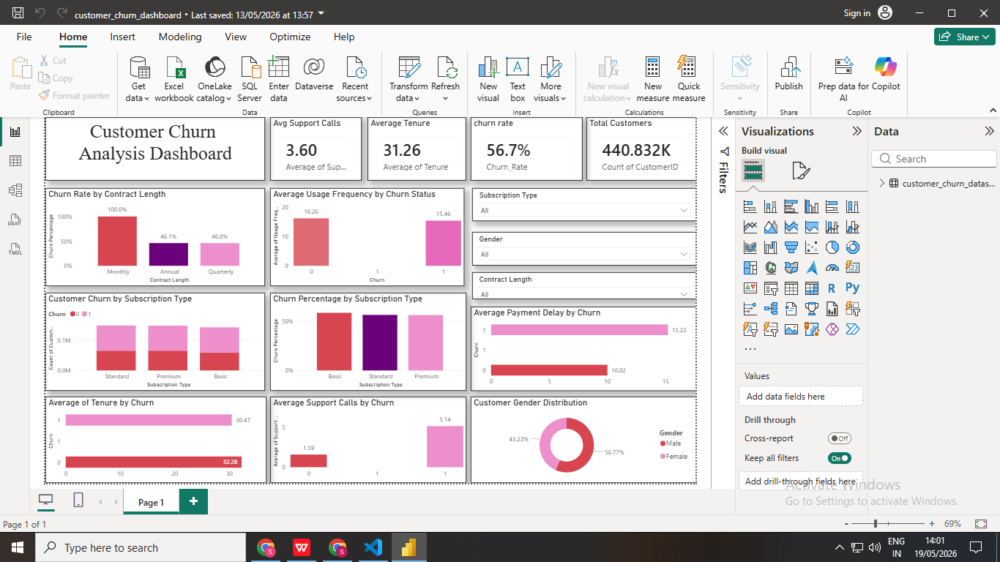 customer_churn_dashboard • Last saved: 13/05/2026 at 13:57
Sign in
File Home Insert Modeling View Optimize Help
Share
Paste
Cut
Copy
Format painter
Clipboard
Get data
Excel workbook
OneLake catalog
SQL Server
Enter data
Dataverse
Recent sources
Data
Transform data
Refresh
Queries
New visual
Text box
More visuals
Insert
New visual calculation
New measure
Quick measure
Calculations
Sensitivity
Sensitivity
Publish
Share
Prep data for AI
Copilot
Copilot
Customer Churn
Analysis Dashboard
Avg Support Calls
3.60
Average of Sup...
Average Tenure
31.26
Average of Tenure
churn rate
56.7%
Churn_Rate
Total Customers
440.832K
Count of CustomerID
Churn Rate by Contract Length
Churn Percentage
100%
50%
0%
100.0%
46.1%
46.0%
Monthly Annual Quarterly
Contract Length
Average Usage Frequency by Churn Status
Average of Usage Freq...
20
10
0
16.26
15.46
0 1 1
Churn
Subscription Type
All
Gender
All
Contract Length
All
Customer Churn by Subscription Type
Churn 0 1
Count of Custom...
0.1M
0.0M
Standard Premium Basic
Subscription Type
Churn Percentage by Subscription Type
Churn Percentage
50%
0%
Basic Standard Premium
Subscription Type
Average Payment Delay by Churn
Churn
1
15.22
1
0
10.02
0 5 10 15
Average of Tenure by Churn
Churn
1
30.47
1
0
32.28
0 10 20 30
Average Support Calls by Churn
Average of Support ...
5
0
1.59
5.14
0 1 1
Customer Gender Distribution
43.23%
56.77%
Gender
Male
Female
Filters
Visualizations
Build visual
R Py
123
Values
Add data fields here
Drill through
Cross-report Off
Keep all filters On
Add drill-through fields here
Data
Search
customer_churn_datas...
DAX
TMDL
Activate Windows
Go to Settings to activate Windows.
Page 1
Page 1 of 1
- + 69%
Type here to search
ENG
IN
14:01
19/05/2026